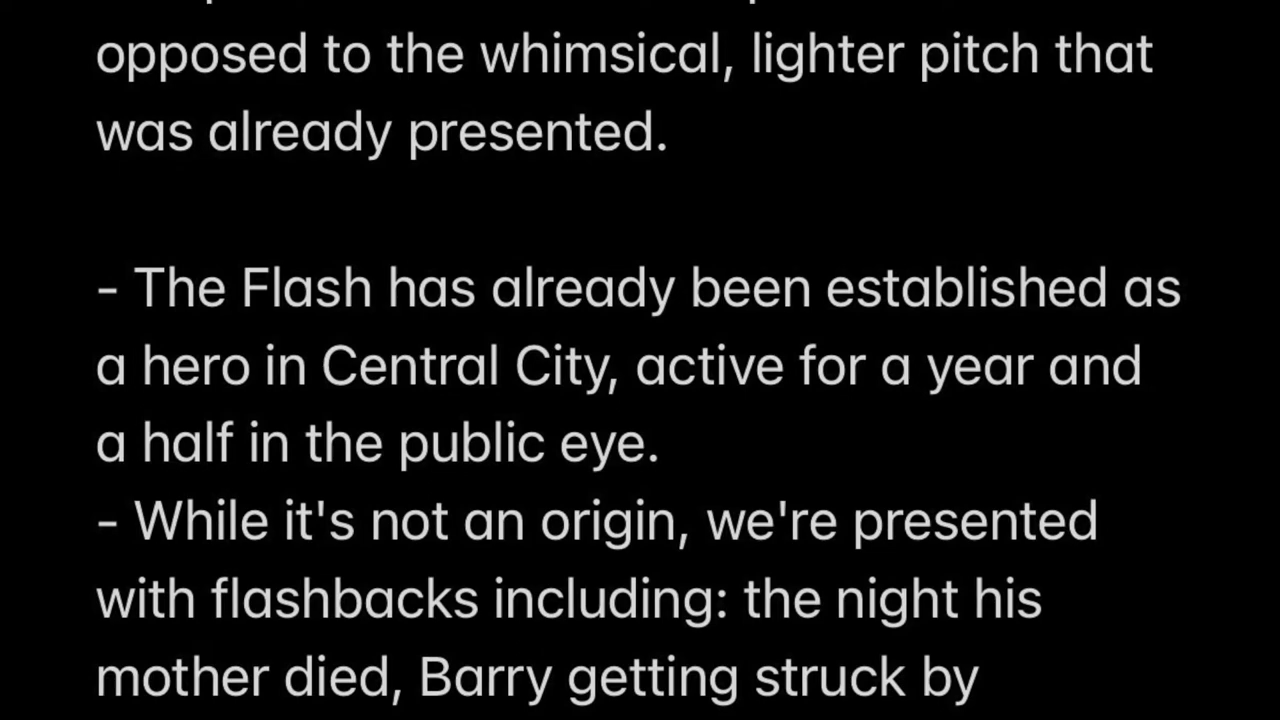 opposed to the whimsical, lighter pitch that
was already presented.
- The Flash has already been established as
a hero in Central City, active for a year and
a half in the public eye.
- While it's not an origin, we're presented
with flashbacks including: the night his
mother died, Barry getting struck by